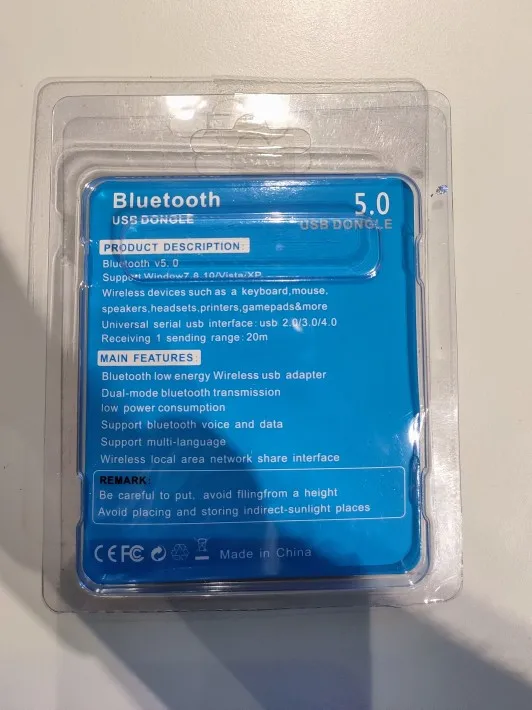 Bluetooth
USB DONGLE
5.0
USB DONGLE
PRODUCT DESCRIPTION:
Bluetooth v5. 0
Support Window7.8.10/Vista/XP
Wireless devices such as a keyboard,mouse,
speakers,headsets,printers,gamepads&more
Universal serial usb interface: usb 2.0/3.0/4.0
Receiving 1 sending range: 20m
MAIN FEATURES:
Bluetooth low energy Wireless usb adapter
Dual-mode bluetooth transmission
low power consumption
Support bluetooth voice and data
Support multi-language
Wireless local area network share interface
REMARK:
Be careful to put, avoid filingfrom a height
Avoid placing and storing indirect-sunlight places
CE FC Made in China